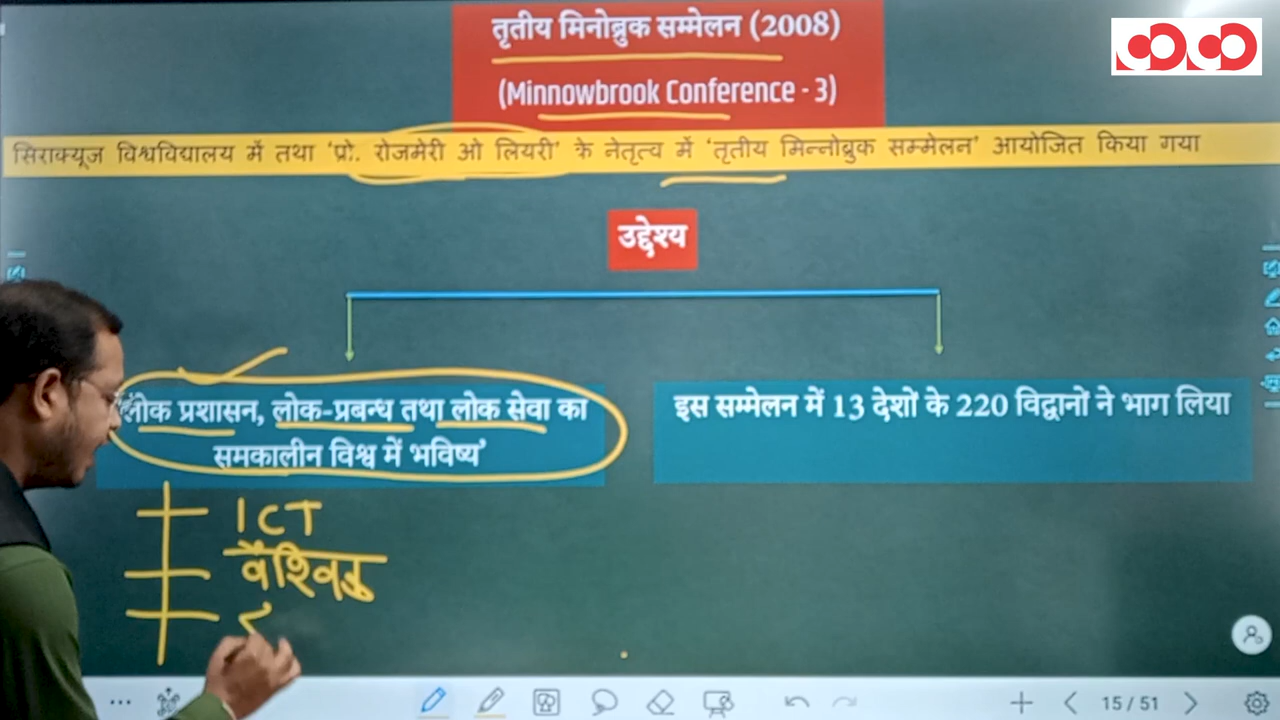 तृतीय मिनोब्रुक सम्मेलन (2008)
(Minnowbrook Conference - 3)
सिराक्यूज विश्वविद्यालय में तथा 'प्रो. रोजमेरी ओ लियरी' के नेतृत्व में 'तृतीय मिन्नोब्रुक सम्मेलन' आयोजित किया गया
उद्देश्य
लोक प्रशासन, लोक-प्रबन्ध तथा लोक सेवा का
समकालीन विश्व में भविष्य'
इस सम्मेलन में 13 देशों के 220 विद्वानों ने भाग लिया
ICT
15 / 51